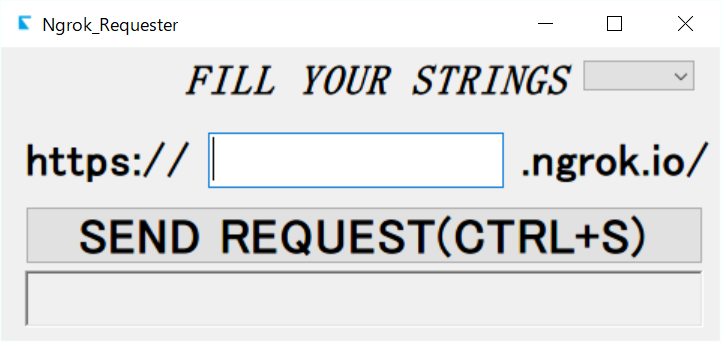 Ngrok_Requester
FILL YOUR STRINGS
https:// .ngrok.io/
SEND REQUEST(CTRL+S)